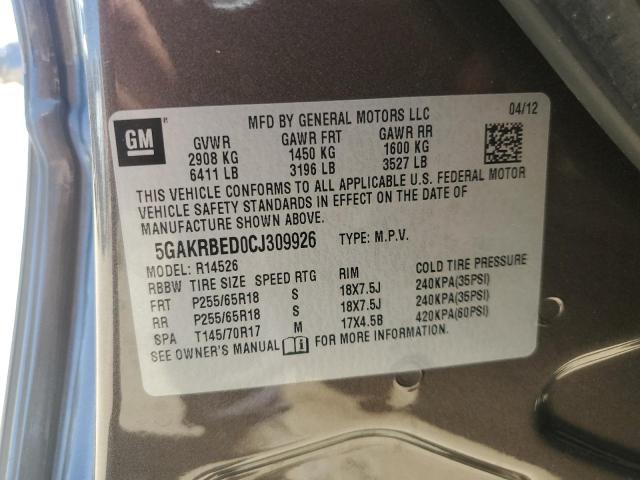 MFD BY GENERAL MOTORS LLC 04/12
GM
GVWR GAWR FRT GAWR RR
2908 KG 1450 KG 1600 KG
6411 LB 3196 LB 3527 LB
THIS VEHICLE CONFORMS TO ALL APPLICABLE U.S. FEDERAL MOTOR
VEHICLE SAFETY STANDARDS IN EFFECT ON THE DATE OF
MANUFACTURE SHOWN ABOVE.
5GAKRBED0CJ309926 TYPE: M.P.V.
MODEL: R14526
RBBW TIRE SIZE SPEED RTG RIM COLD TIRE PRESSURE
FRT P255/65R18 S 18X7.5J 240KPA(35PSI)
RR P255/65R18 S 18X7.5J 240KPA(35PSI)
SPA T145/70R17 M 17X4.5B 420KPA(60PSI)
SEE OWNER'S MANUAL FOR MORE INFORMATION.